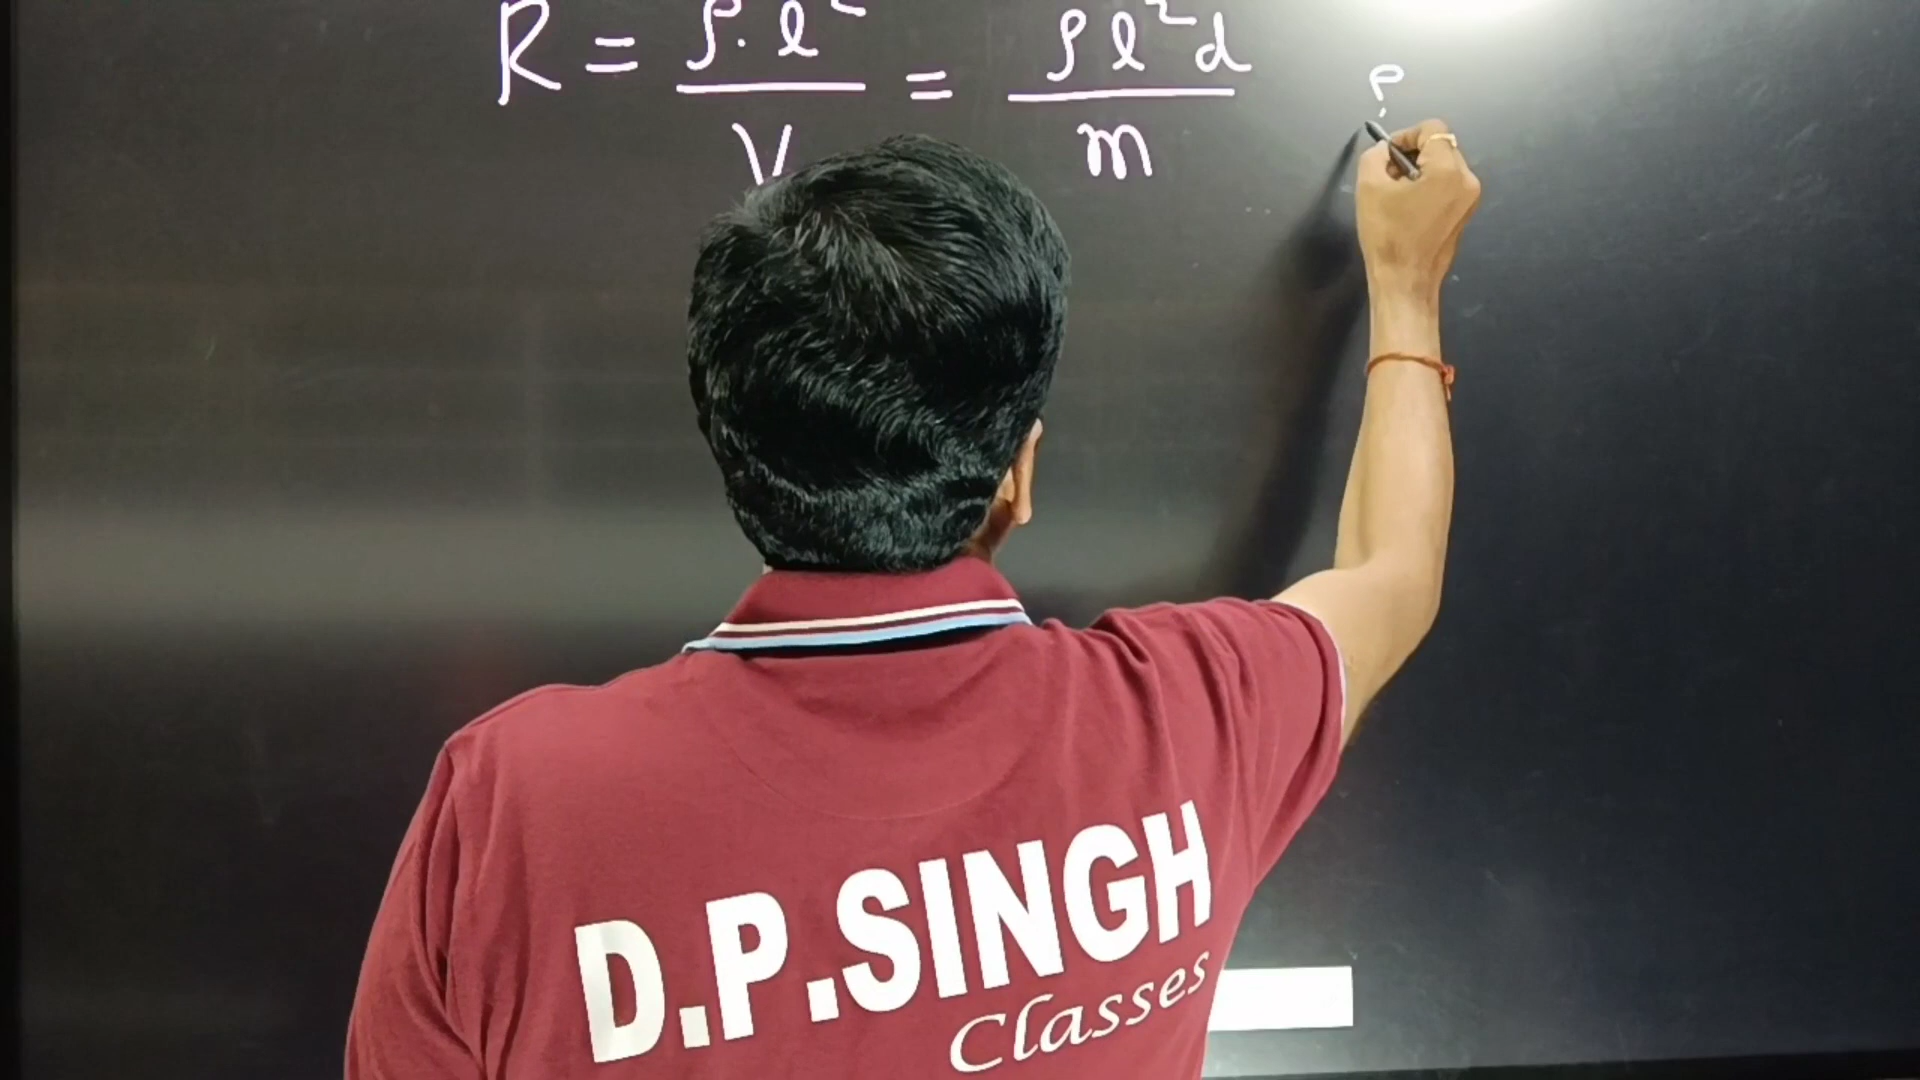 R = ρ·l² / V = ρl²d / m ?
D.P.SINGH
Classes